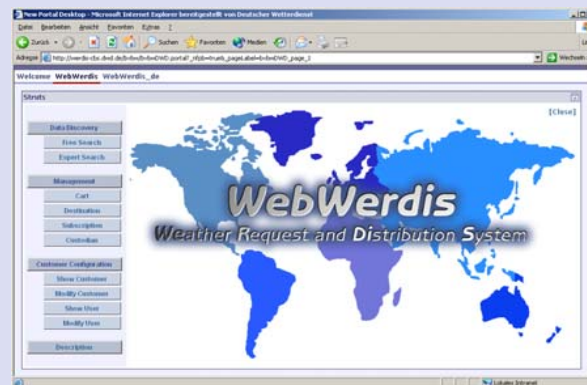 New Portal Desktop - Microsoft Internet Explorer bereitgestellt von Deutscher Wetterdienst
Datei Bearbeiten Ansicht Favoriten Extras ?
Zurück Suchen Favoriten Medien
Adresse Wechseln
Welcome WebWerdis WebWerdis_de
Struts
[Close]
Data Discovery
Free Search
Expert Search
Management
Cart
Destination
Subscription
Custodian
Customer Configuration
Show Customer
Modify Customer
Show User
Modify User
Description
WebWerdis
Weather Request and Distribution System
Lokales Intranet